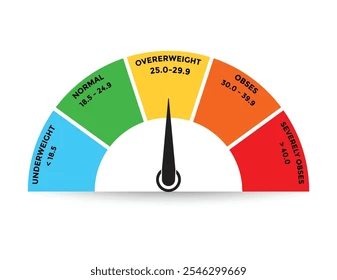 UNDERWEIGHT
< 18.5
NORMAL
18.5 - 24.9
OVERERWEIGHT
25.0-29.9
OBSES
30.0 - 39.9
SEVERELY OBSES
> 40.0
shutterstock.com · 2546299669